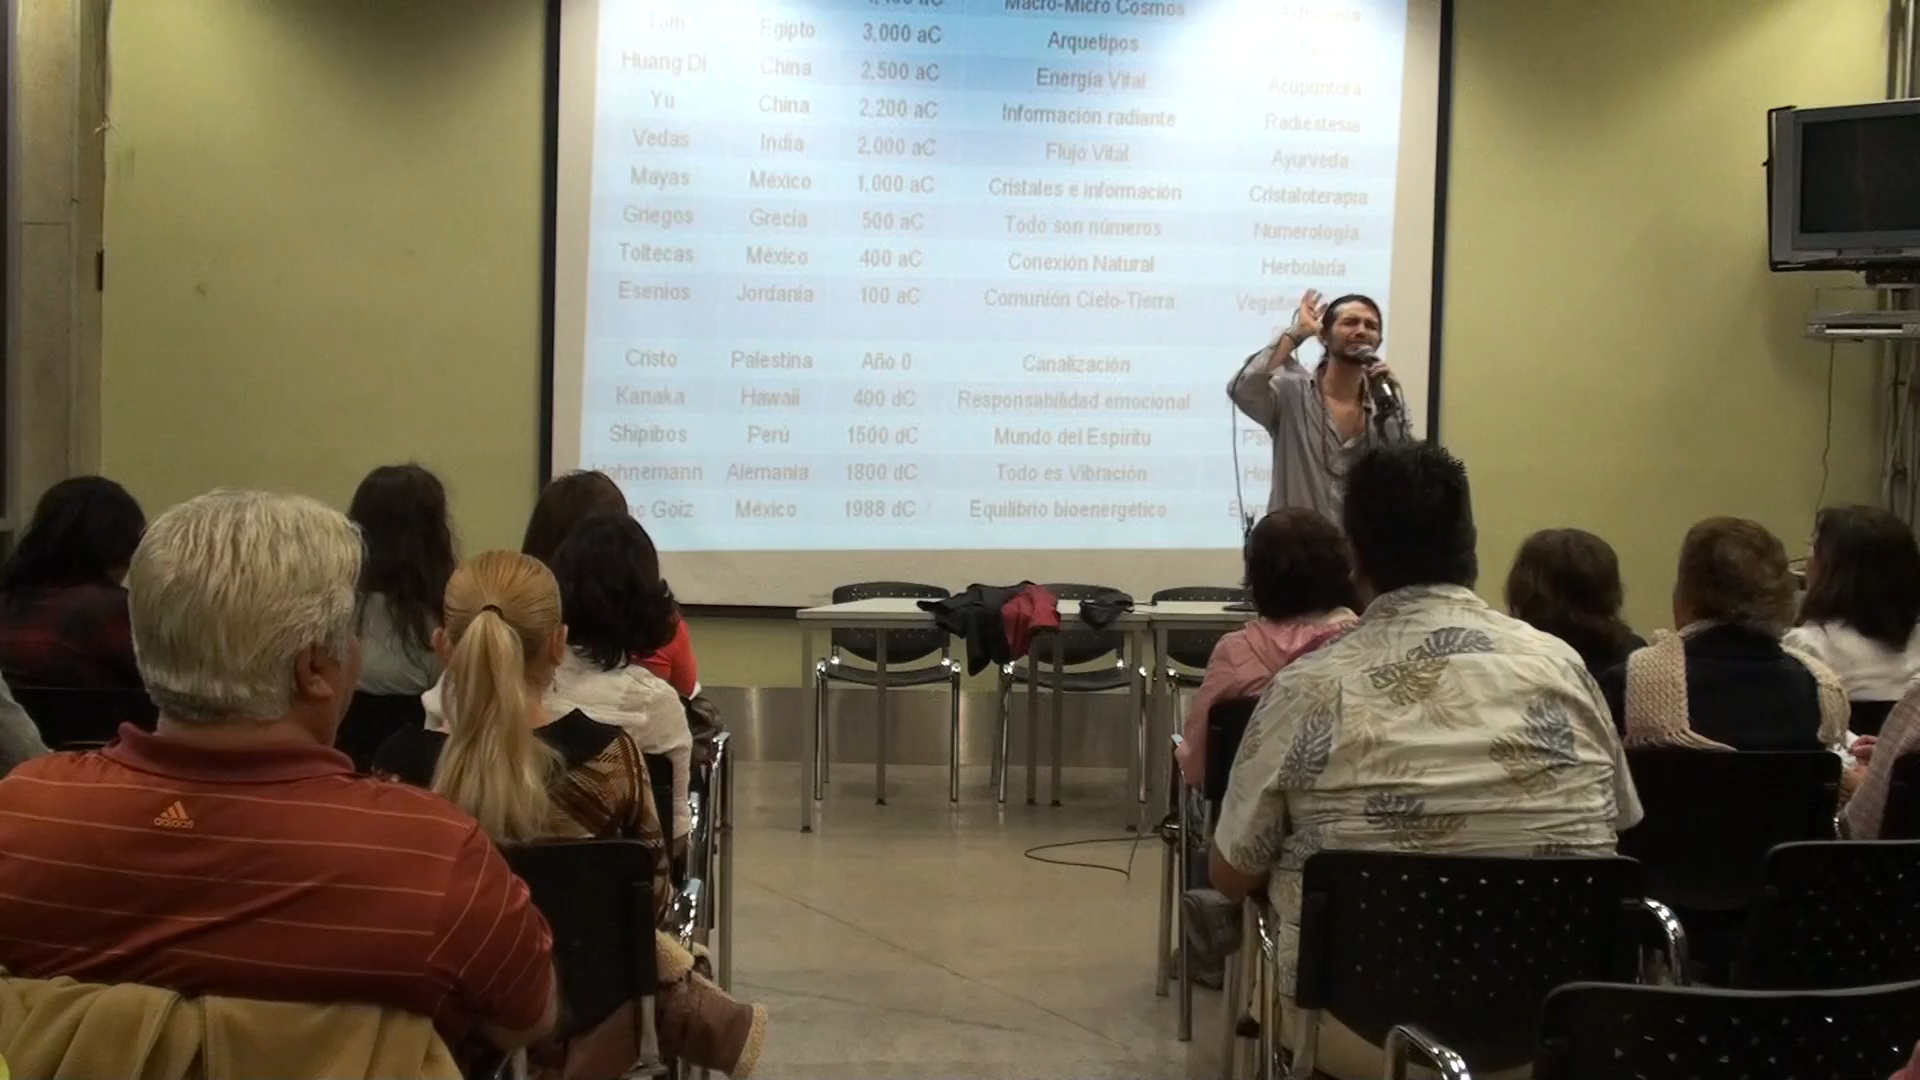 Macro-Micro Cosmos
Toth Egipto 3,000 aC Arquetipos
Huang Di China 2,500 aC Energía Vital Acupuntura
Yu China 2,200 aC Información radiante Radiestesia
Vedas India 2,000 aC Flujo Vital Ayurveda
Mayas México 1,000 aC Cristales e información Cristaloterapia
Griegos Grecia 500 aC Todo son números Numerología
Toltecas México 400 aC Conexión Natural Herbolaria
Esenios Jordania 100 aC Comunión Cielo-Tierra
Cristo Palestina Año 0 Canalización
Kanaka Hawaii 400 dC Responsabilidad emocional
Shipibos Perú 1500 dC Mundo del Espíritu
Hahnemann Alemania 1800 dC Todo es Vibración
Goiz México 1988 dC Equilibrio bioenergético
adidas